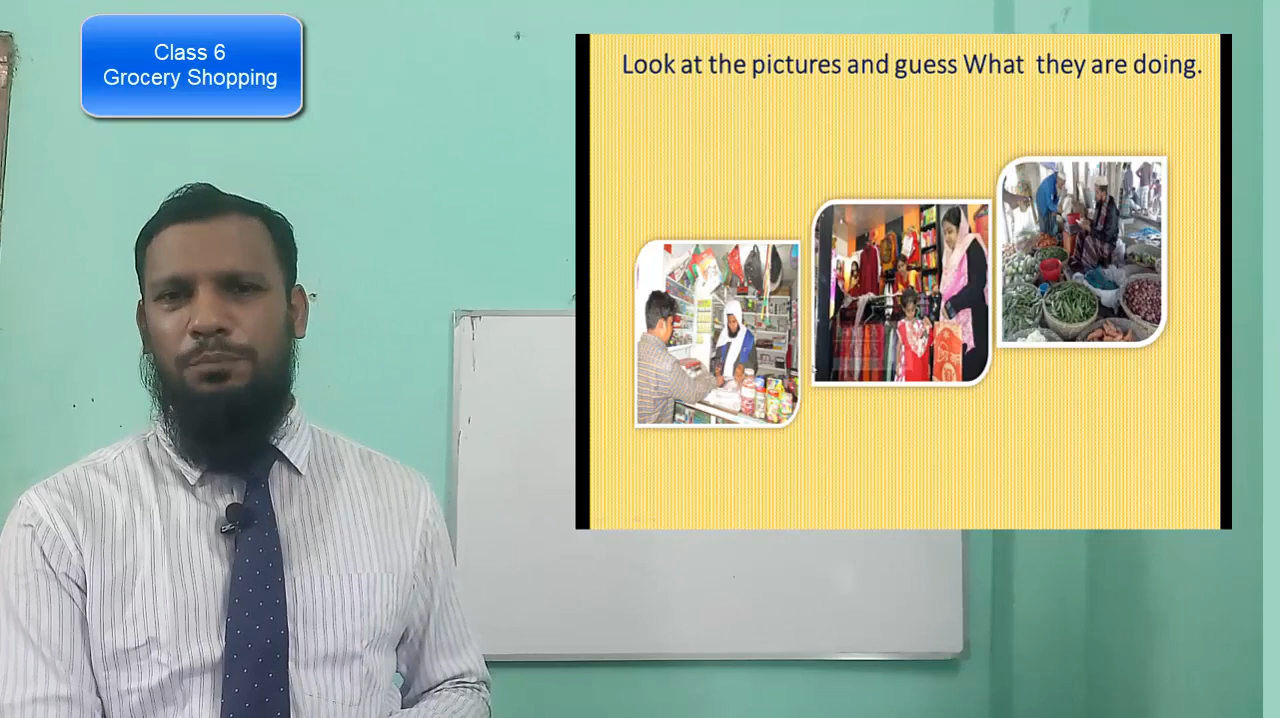 Class 6
Grocery Shopping
Look at the pictures and guess What they are doing.